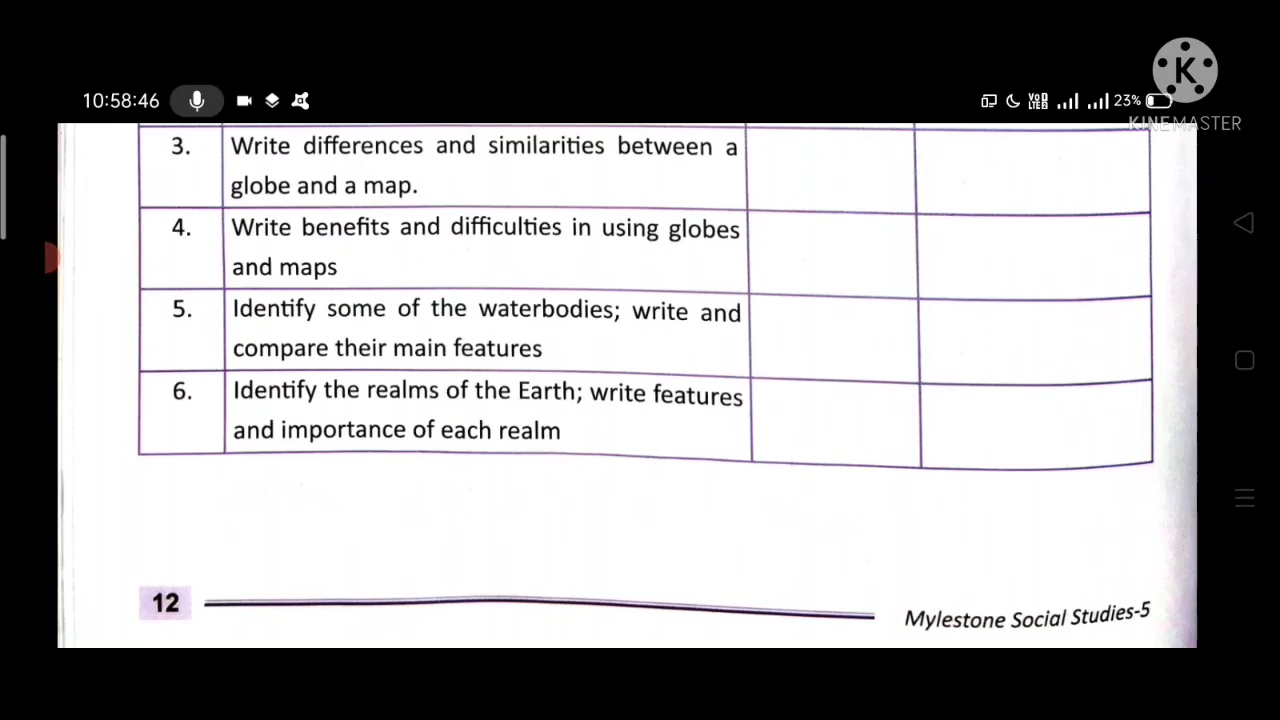 10:58:46
VoD
LTE2
23%
K
KINEMASTER
3. Write differences and similarities between a
globe and a map.
4. Write benefits and difficulties in using globes
and maps
5. Identify some of the waterbodies; write and
compare their main features
6. Identify the realms of the Earth; write features
and importance of each realm
12
Mylestone Social Studies-5